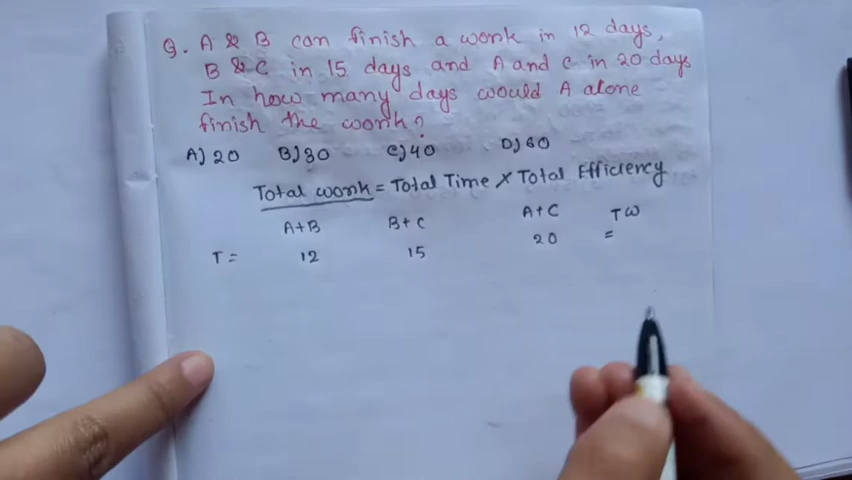 Q. A & B can finish a work in 12 days,
B & C in 15 days and A and C in 20 days
In how many days would A alone
finish the work?
A) 20 B) 30 C) 40 D) 60
Total work = Total Time × Total Efficiency
A+B B+C A+C TW
T = 12 15 20 =